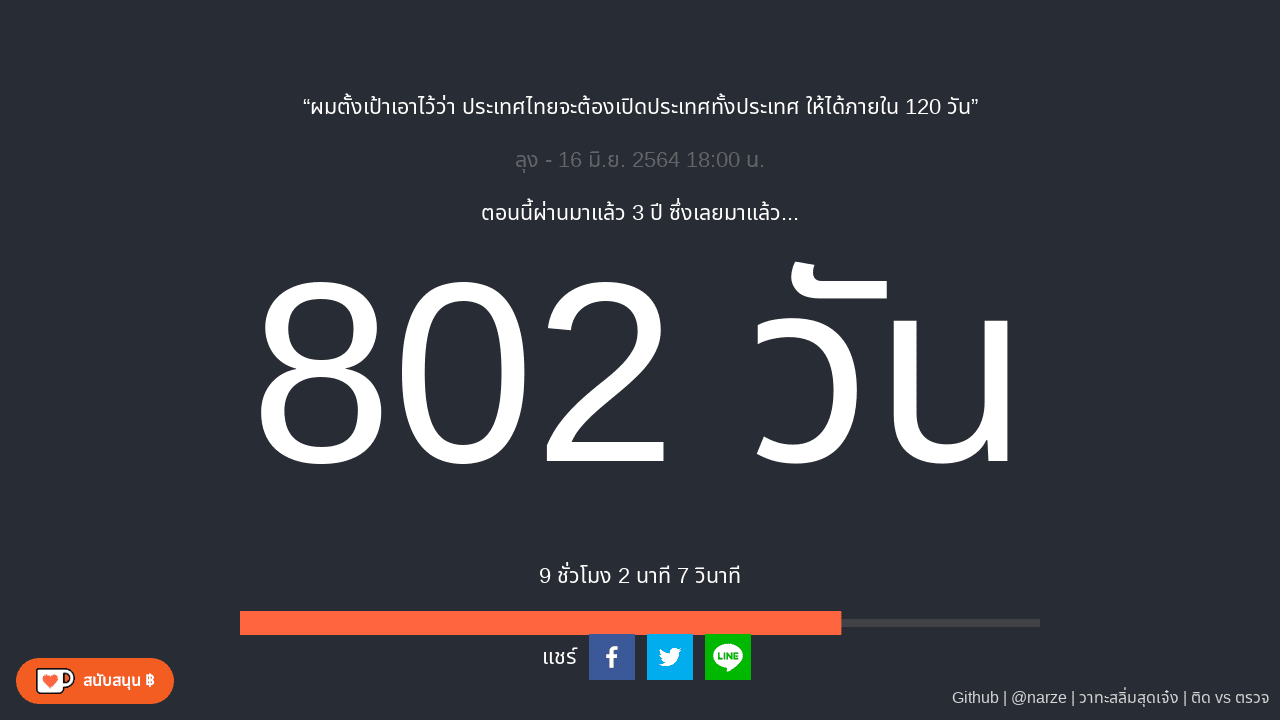 “ผมตั้งเป้าเอาไว้ว่า ประเทศไทยจะต้องเปิดประเทศทั้งประเทศ ให้ได้ภายใน 120 วัน”
ลุง - 16 มิ.ย. 2564 18:00 น.
ตอนนี้ผ่านมาแล้ว 3 ปี ซึ่งเลยมาแล้ว...
802 วัน
9 ชั่วโมง 2 นาที 7 วินาที
แชร์ LINE
สนับสนุน ฿
Github | @narze | วาทะสลิ่มสุดเจ๋ง | ติด vs ตรวจ